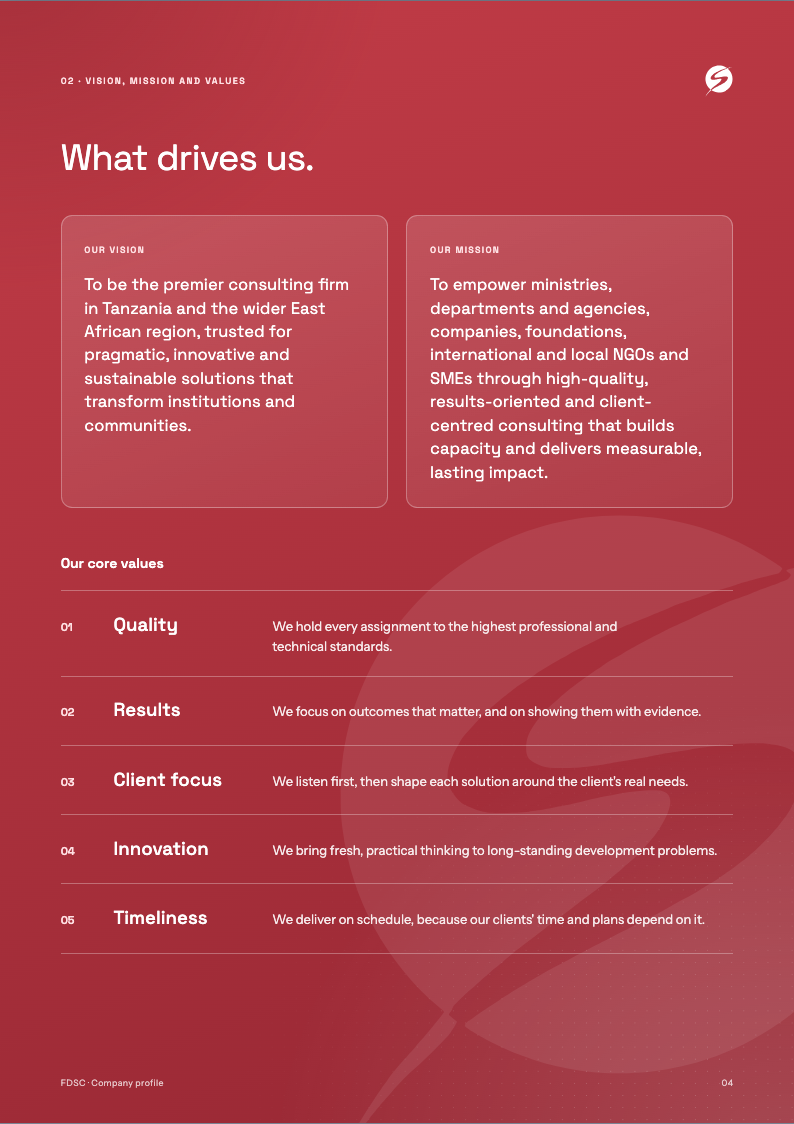 02 · VISION, MISSION AND VALUES
What drives us.
OUR VISION
To be the premier consulting firm
in Tanzania and the wider East
African region, trusted for
pragmatic, innovative and
sustainable solutions that
transform institutions and
communities.
OUR MISSION
To empower ministries,
departments and agencies,
companies, foundations,
international and local NGOs and
SMEs through high-quality,
results-oriented and client-
centred consulting that builds
capacity and delivers measurable,
lasting impact.
Our core values
01 Quality We hold every assignment to the highest professional and
technical standards.
02 Results We focus on outcomes that matter, and on showing them with evidence.
03 Client focus We listen first, then shape each solution around the client's real needs.
04 Innovation We bring fresh, practical thinking to long-standing development problems.
05 Timeliness We deliver on schedule, because our clients' time and plans depend on it.
FDSC · Company profile 04